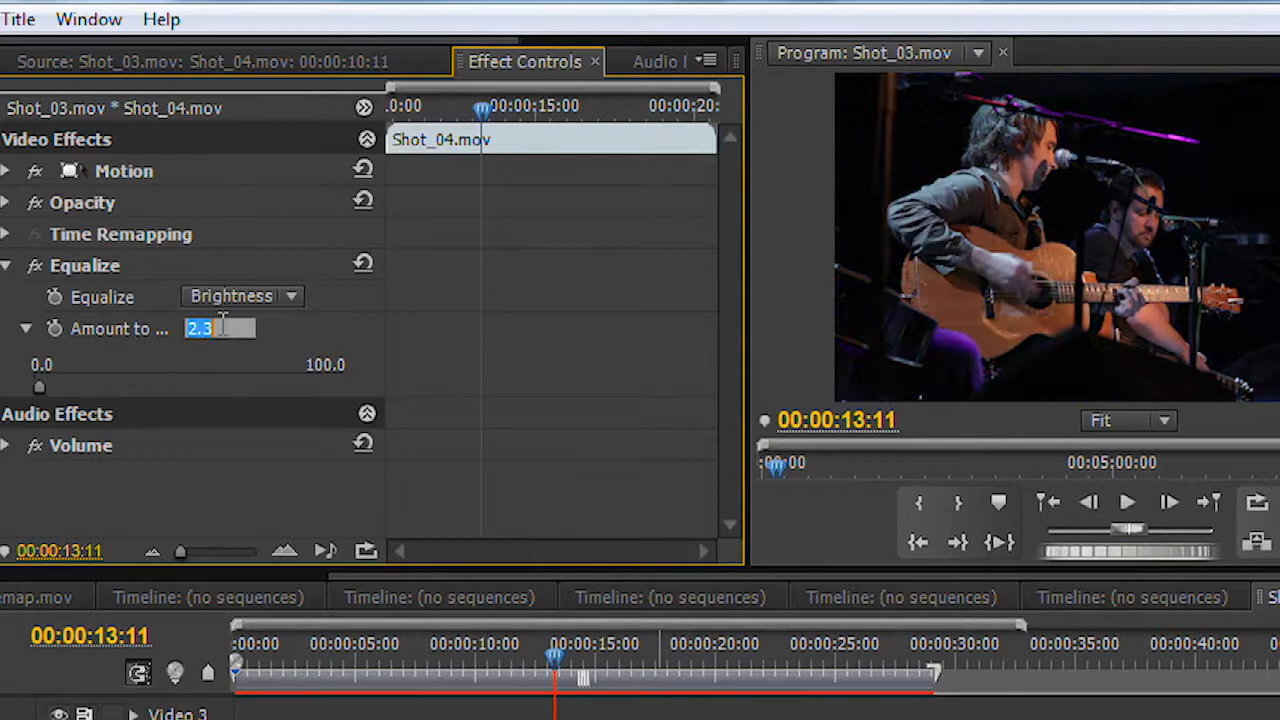 Title Window Help
Source: Shot_03.mov: Shot_04.mov: 00:00:10:11
Effect Controls ×
Audio I
Program: Shot_03.mov ×
Shot_03.mov * Shot_04.mov
.0:00 00:00:15:00 00:00:20:
Video Effects
Shot_04.mov
fx Motion
fx Opacity
fx Time Remapping
fx Equalize
Equalize Brightness
Amount to ... 2.3
0.0 100.0
Audio Effects
fx Volume
00:00:13:11
00:00:13:11 Fit
:00:00 00:05:00:00
emap.mov Timeline: (no sequences) Timeline: (no sequences) Timeline: (no sequences) Timeline: (no sequences) Timeline: (no sequences)
00:00:13:11
:00:00 00:00:05:00 00:00:10:00 00:00:15:00 00:00:20:00 00:00:25:00 00:00:30:00 00:00:35:00 00:00:40:00
Video 3